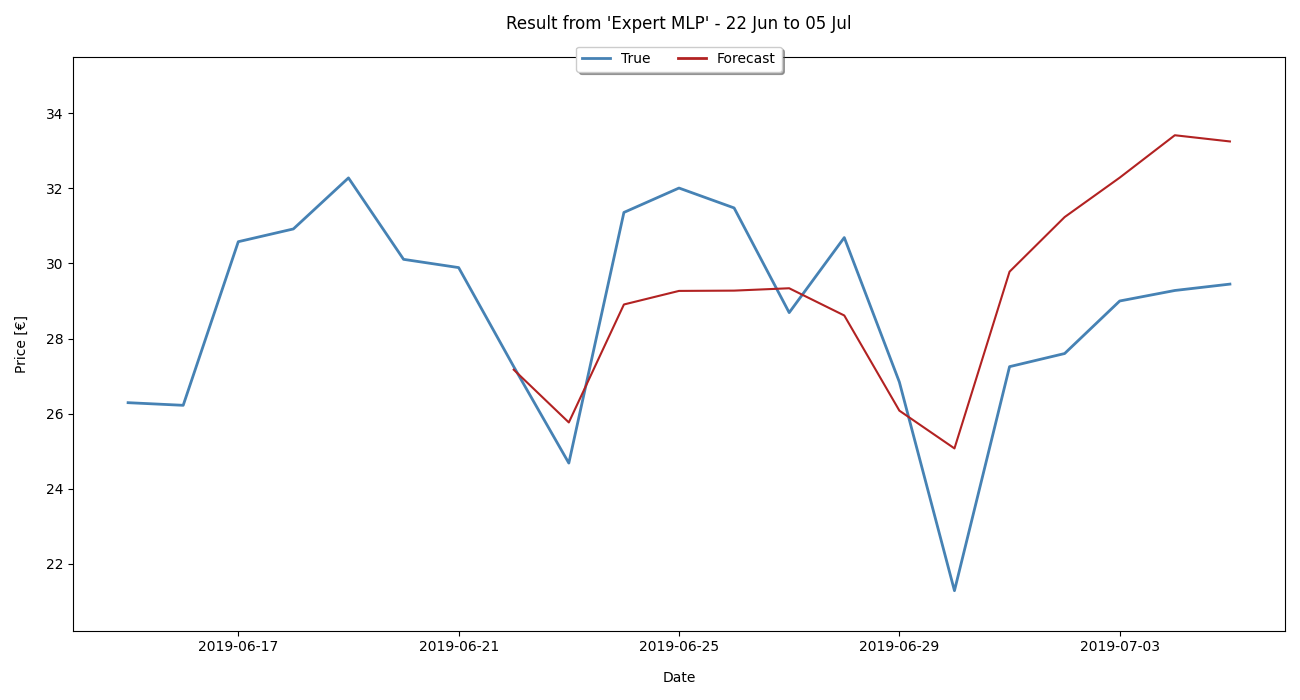 Result from 'Expert MLP' - 22 Jun to 05 Jul
True Forecast
34
32
30
28
26
24
22
Price [€]
2019-06-17 2019-06-21 2019-06-25 2019-06-29 2019-07-03
Date